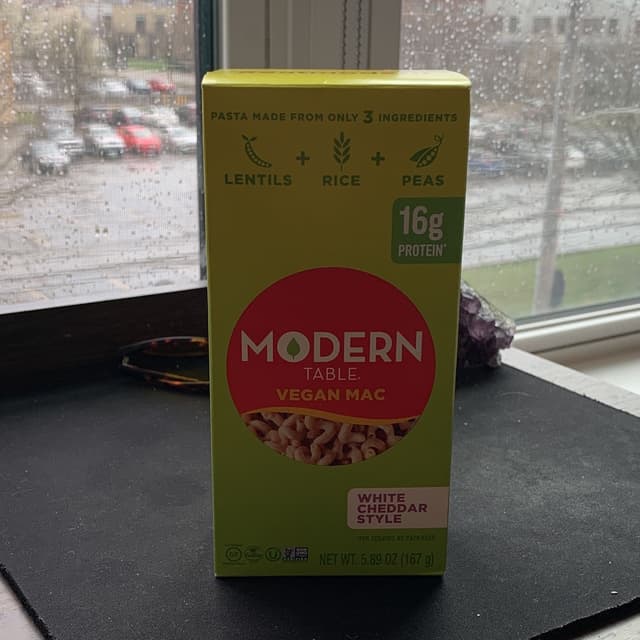 PASTA MADE FROM ONLY 3 INGREDIENTS
LENTILS + RICE + PEAS
16g
PROTEIN*
MODERN
TABLE
VEGAN MAC
WHITE
CHEDDAR
STYLE
NET WT. 5.89 OZ (167 g)